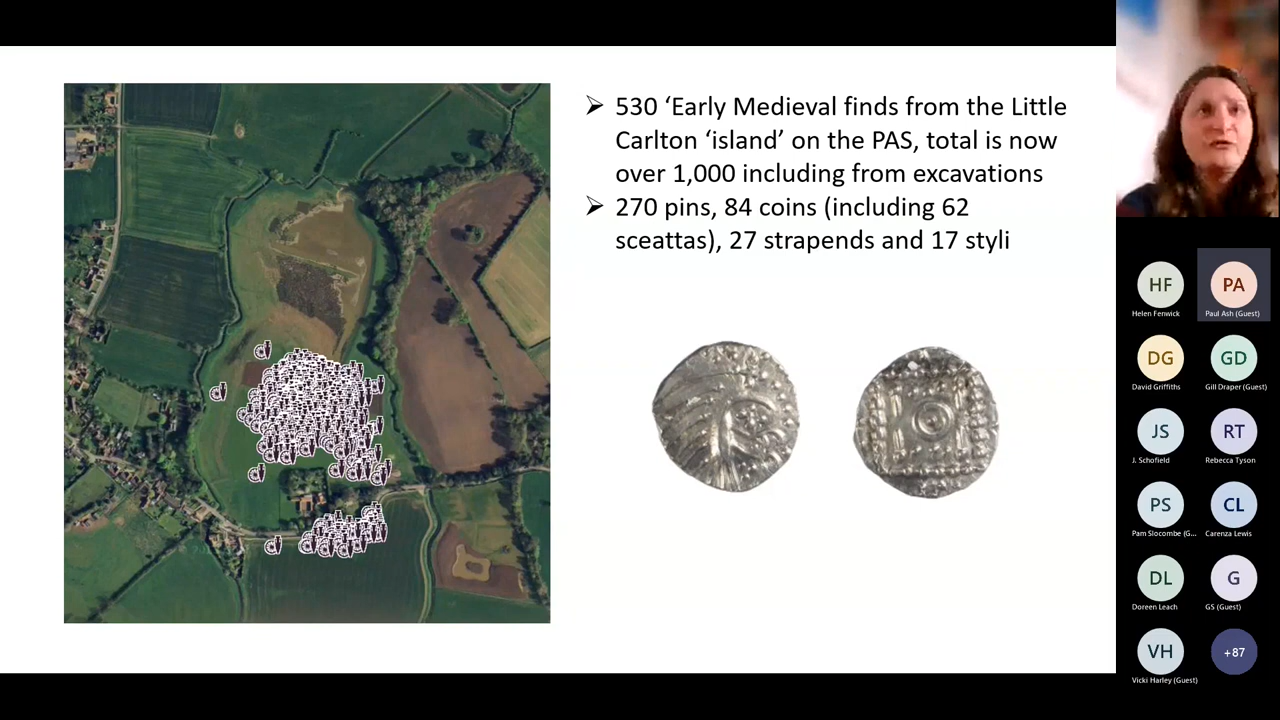 ➢ 530 ‘Early Medieval finds from the Little
Carlton ‘island’ on the PAS, total is now
over 1,000 including from excavations
➢ 270 pins, 84 coins (including 62
sceattas), 27 strapends and 17 styli
HF
Helen Fenwick
PA
Paul Ash (Guest)
DG
David Griffiths
GD
Gill Draper (Guest)
JS
J. Schofield
RT
Rebecca Tyson
PS
Pam Slocombe (G...
CL
Carenza Lewis
DL
Doreen Leach
G
GS (Guest)
VH
Vicki Harley (Guest)
+87